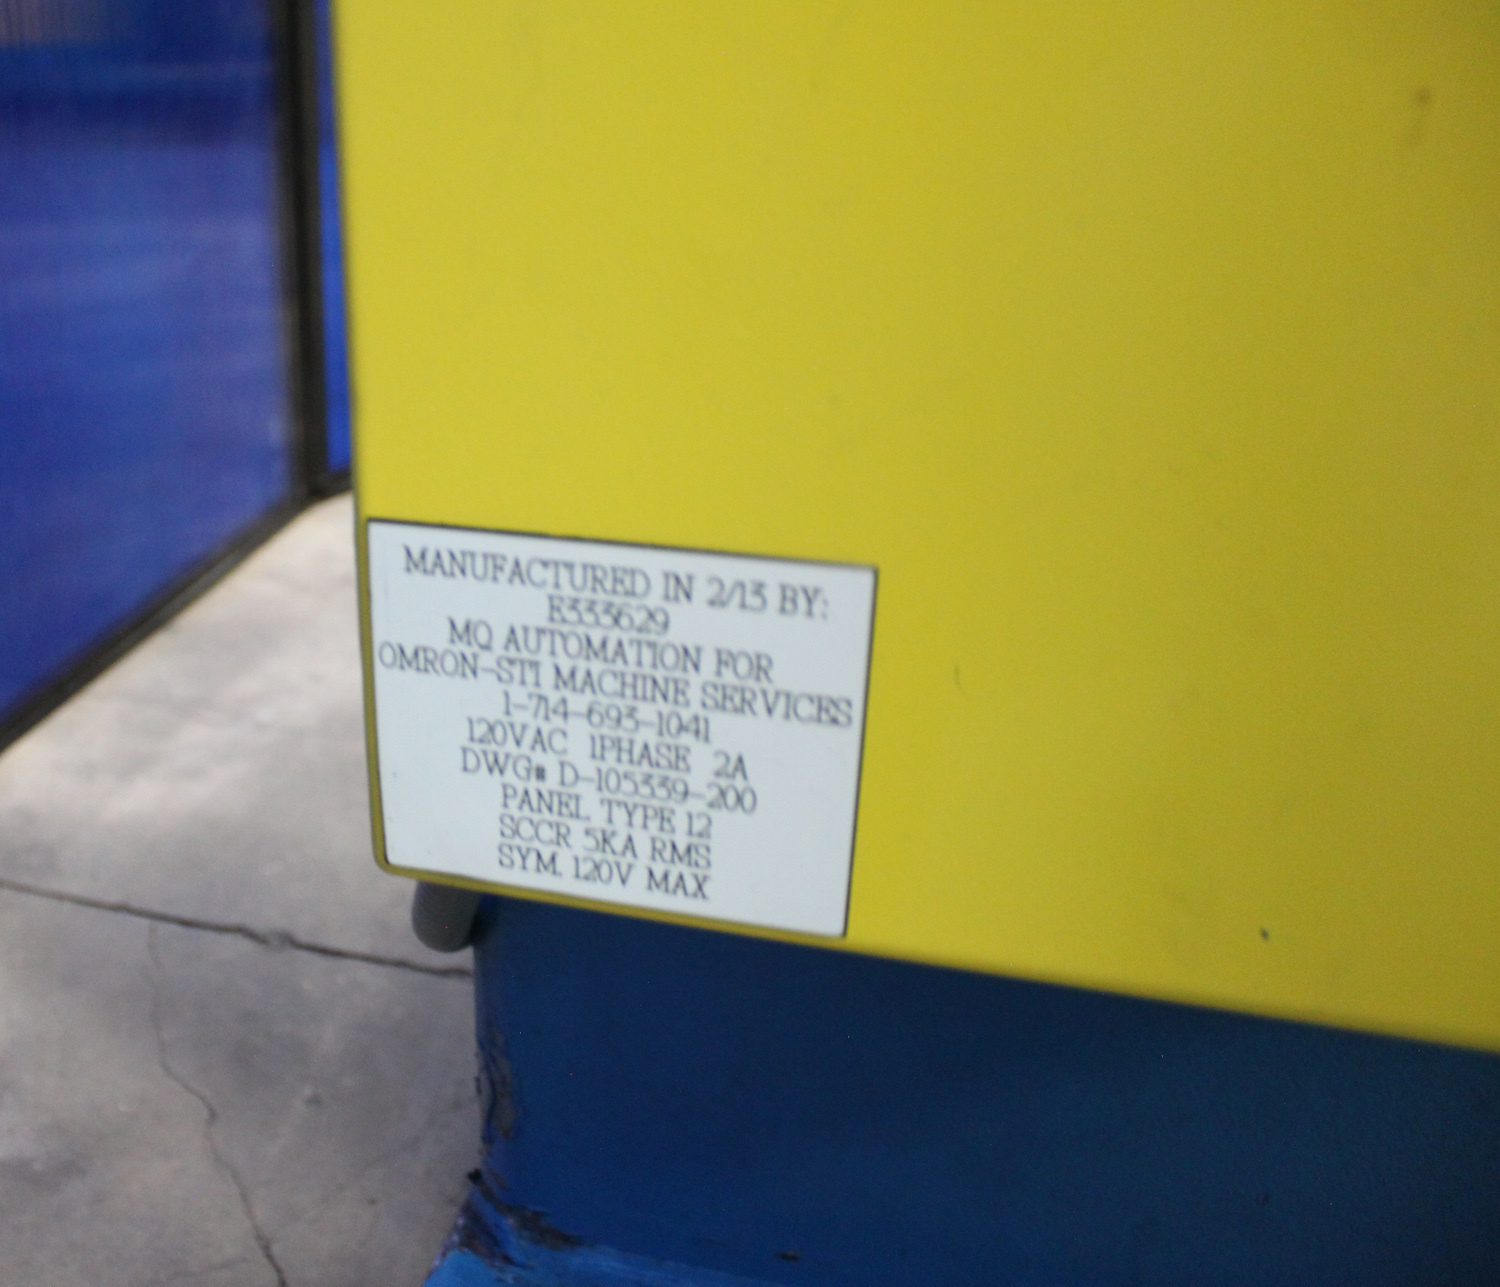 MANUFACTURED IN 2/13 BY:
E333629
MQ AUTOMATION FOR
OMRON-STI MACHINE SERVICES
1-714-693-1041
120VAC 1PHASE 2A
DWG# D-105339-200
PANEL TYPE 12
SCCR 5KA RMS
SYM. 120V MAX